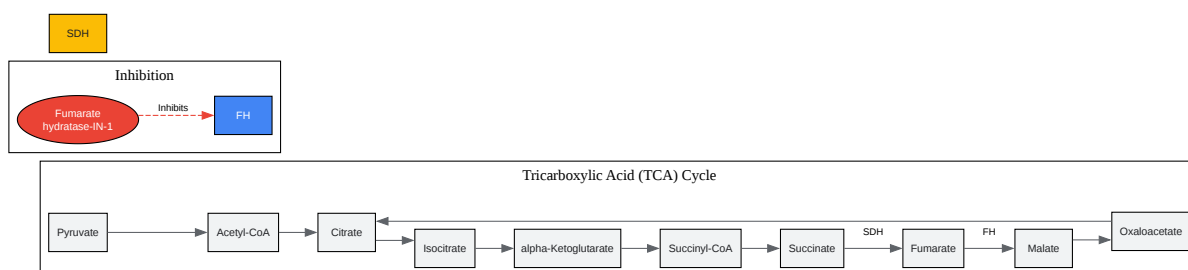 SDH
Inhibition
Fumarate
hydratase-IN-1
Inhibits
FH
Tricarboxylic Acid (TCA) Cycle
Pyruvate
Acetyl-CoA
Citrate
Isocitrate
alpha-Ketoglutarate
Succinyl-CoA
Succinate
SDH
Fumarate
FH
Malate
Oxaloacetate